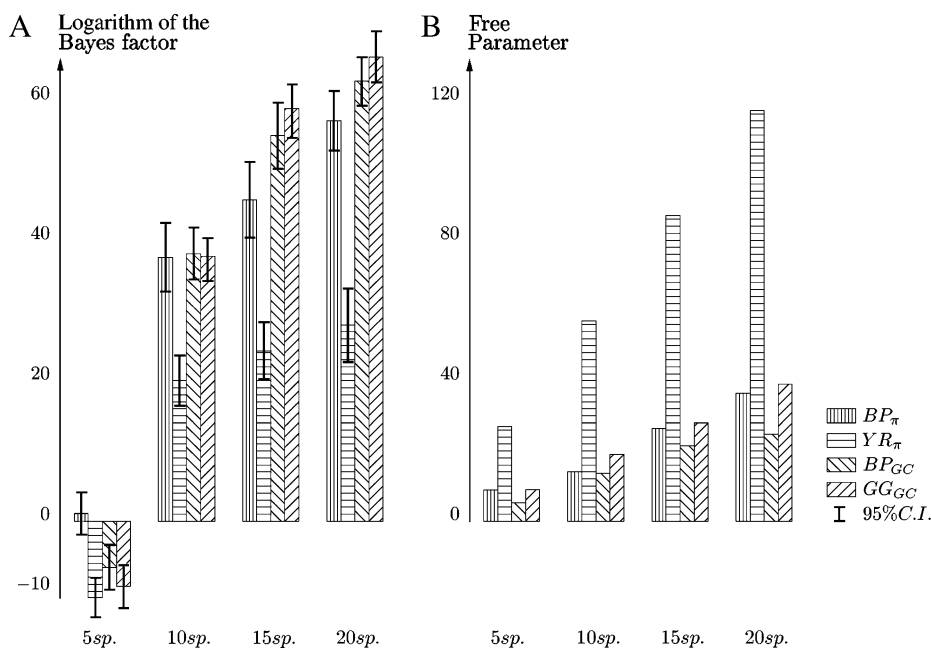 A
Logarithm of the
Bayes factor
60
40
20
0
−10
5sp.
10sp.
15sp.
20sp.
B
Free
Parameter
120
80
40
0
5sp.
10sp.
15sp.
20sp.
BPπ
YRπ
BPGC
GGGC
95%C.I.